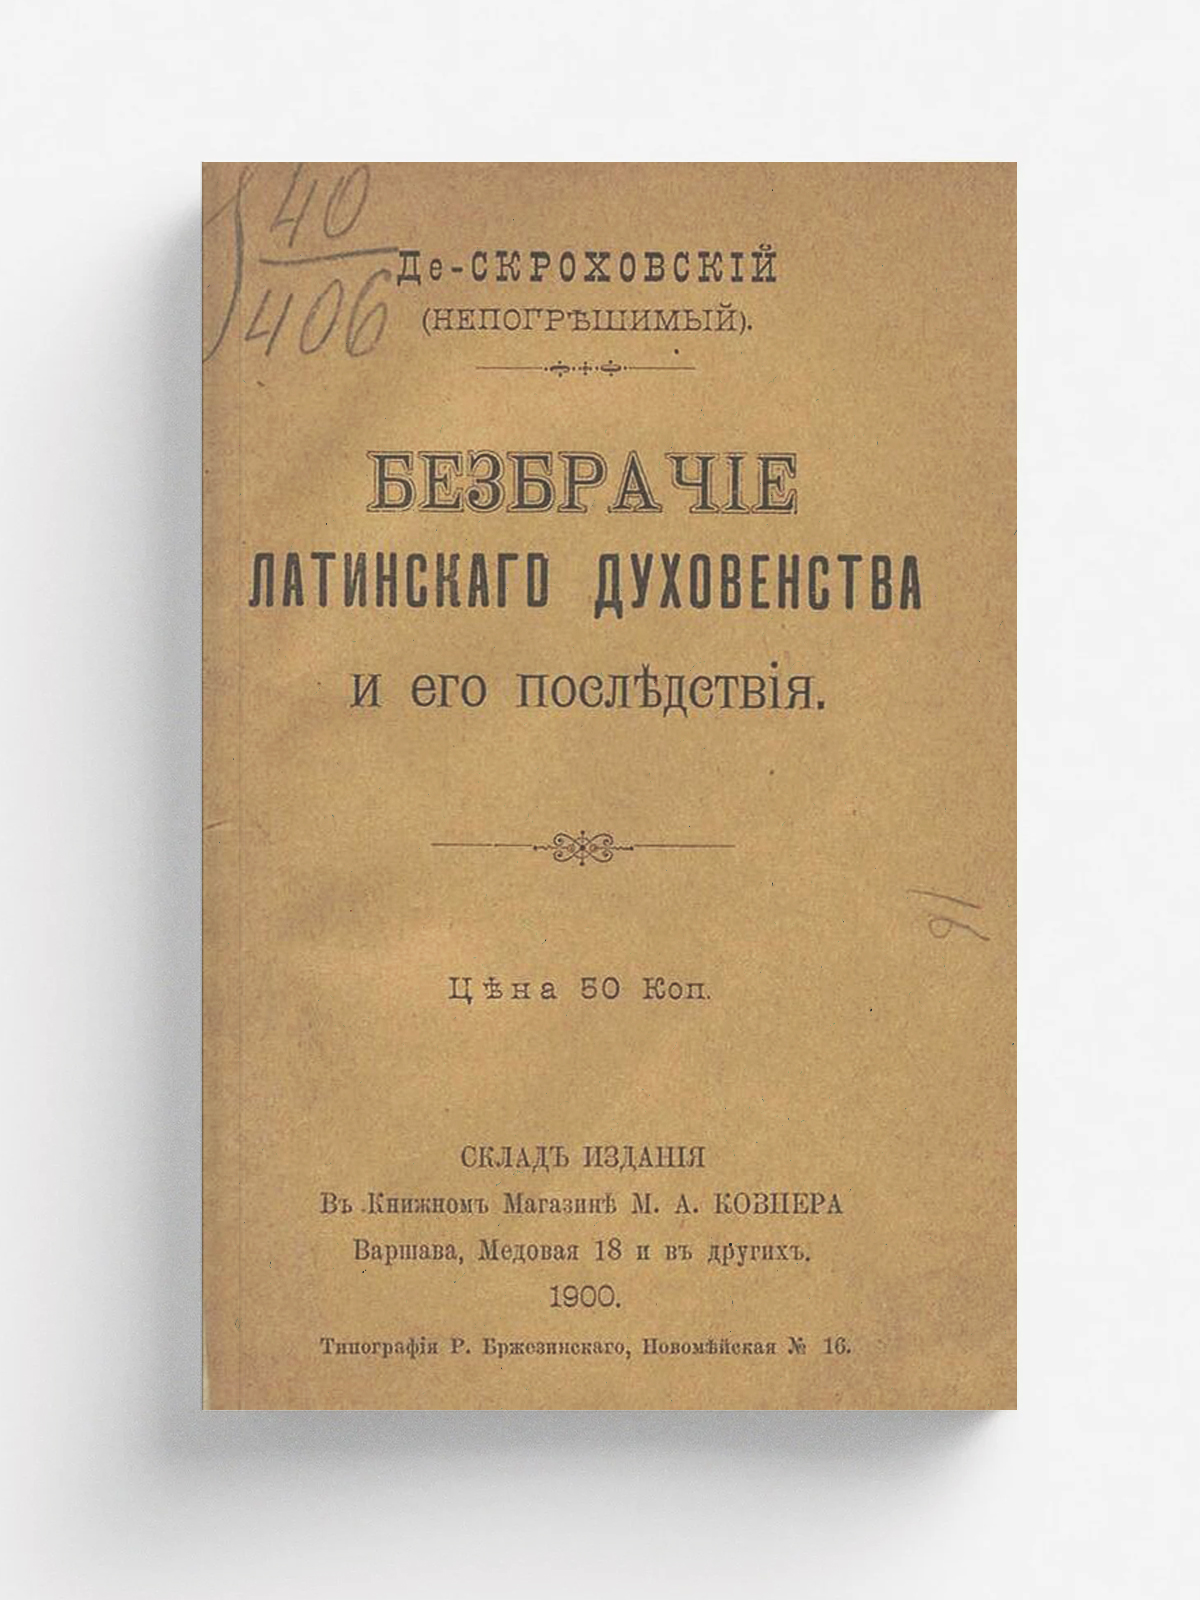 40
406
Де-СКРОХОВСКІЙ
(НЕПОГРѢШИМЫЙ).
БЕЗБРАЧІЕ
ЛАТИНСКАГО ДУХОВЕНСТВА
и его послѣдствія.
91
Цѣна 50 Коп.
СКЛАДЪ ИЗДАНІЯ
Въ Книжномъ Магазинѣ М. А. КОВНЕРА
Варшава, Медовая 18 и въ другихъ.
1900.
Типографія Р. Бржезинскаго, Новомѣйская № 16.